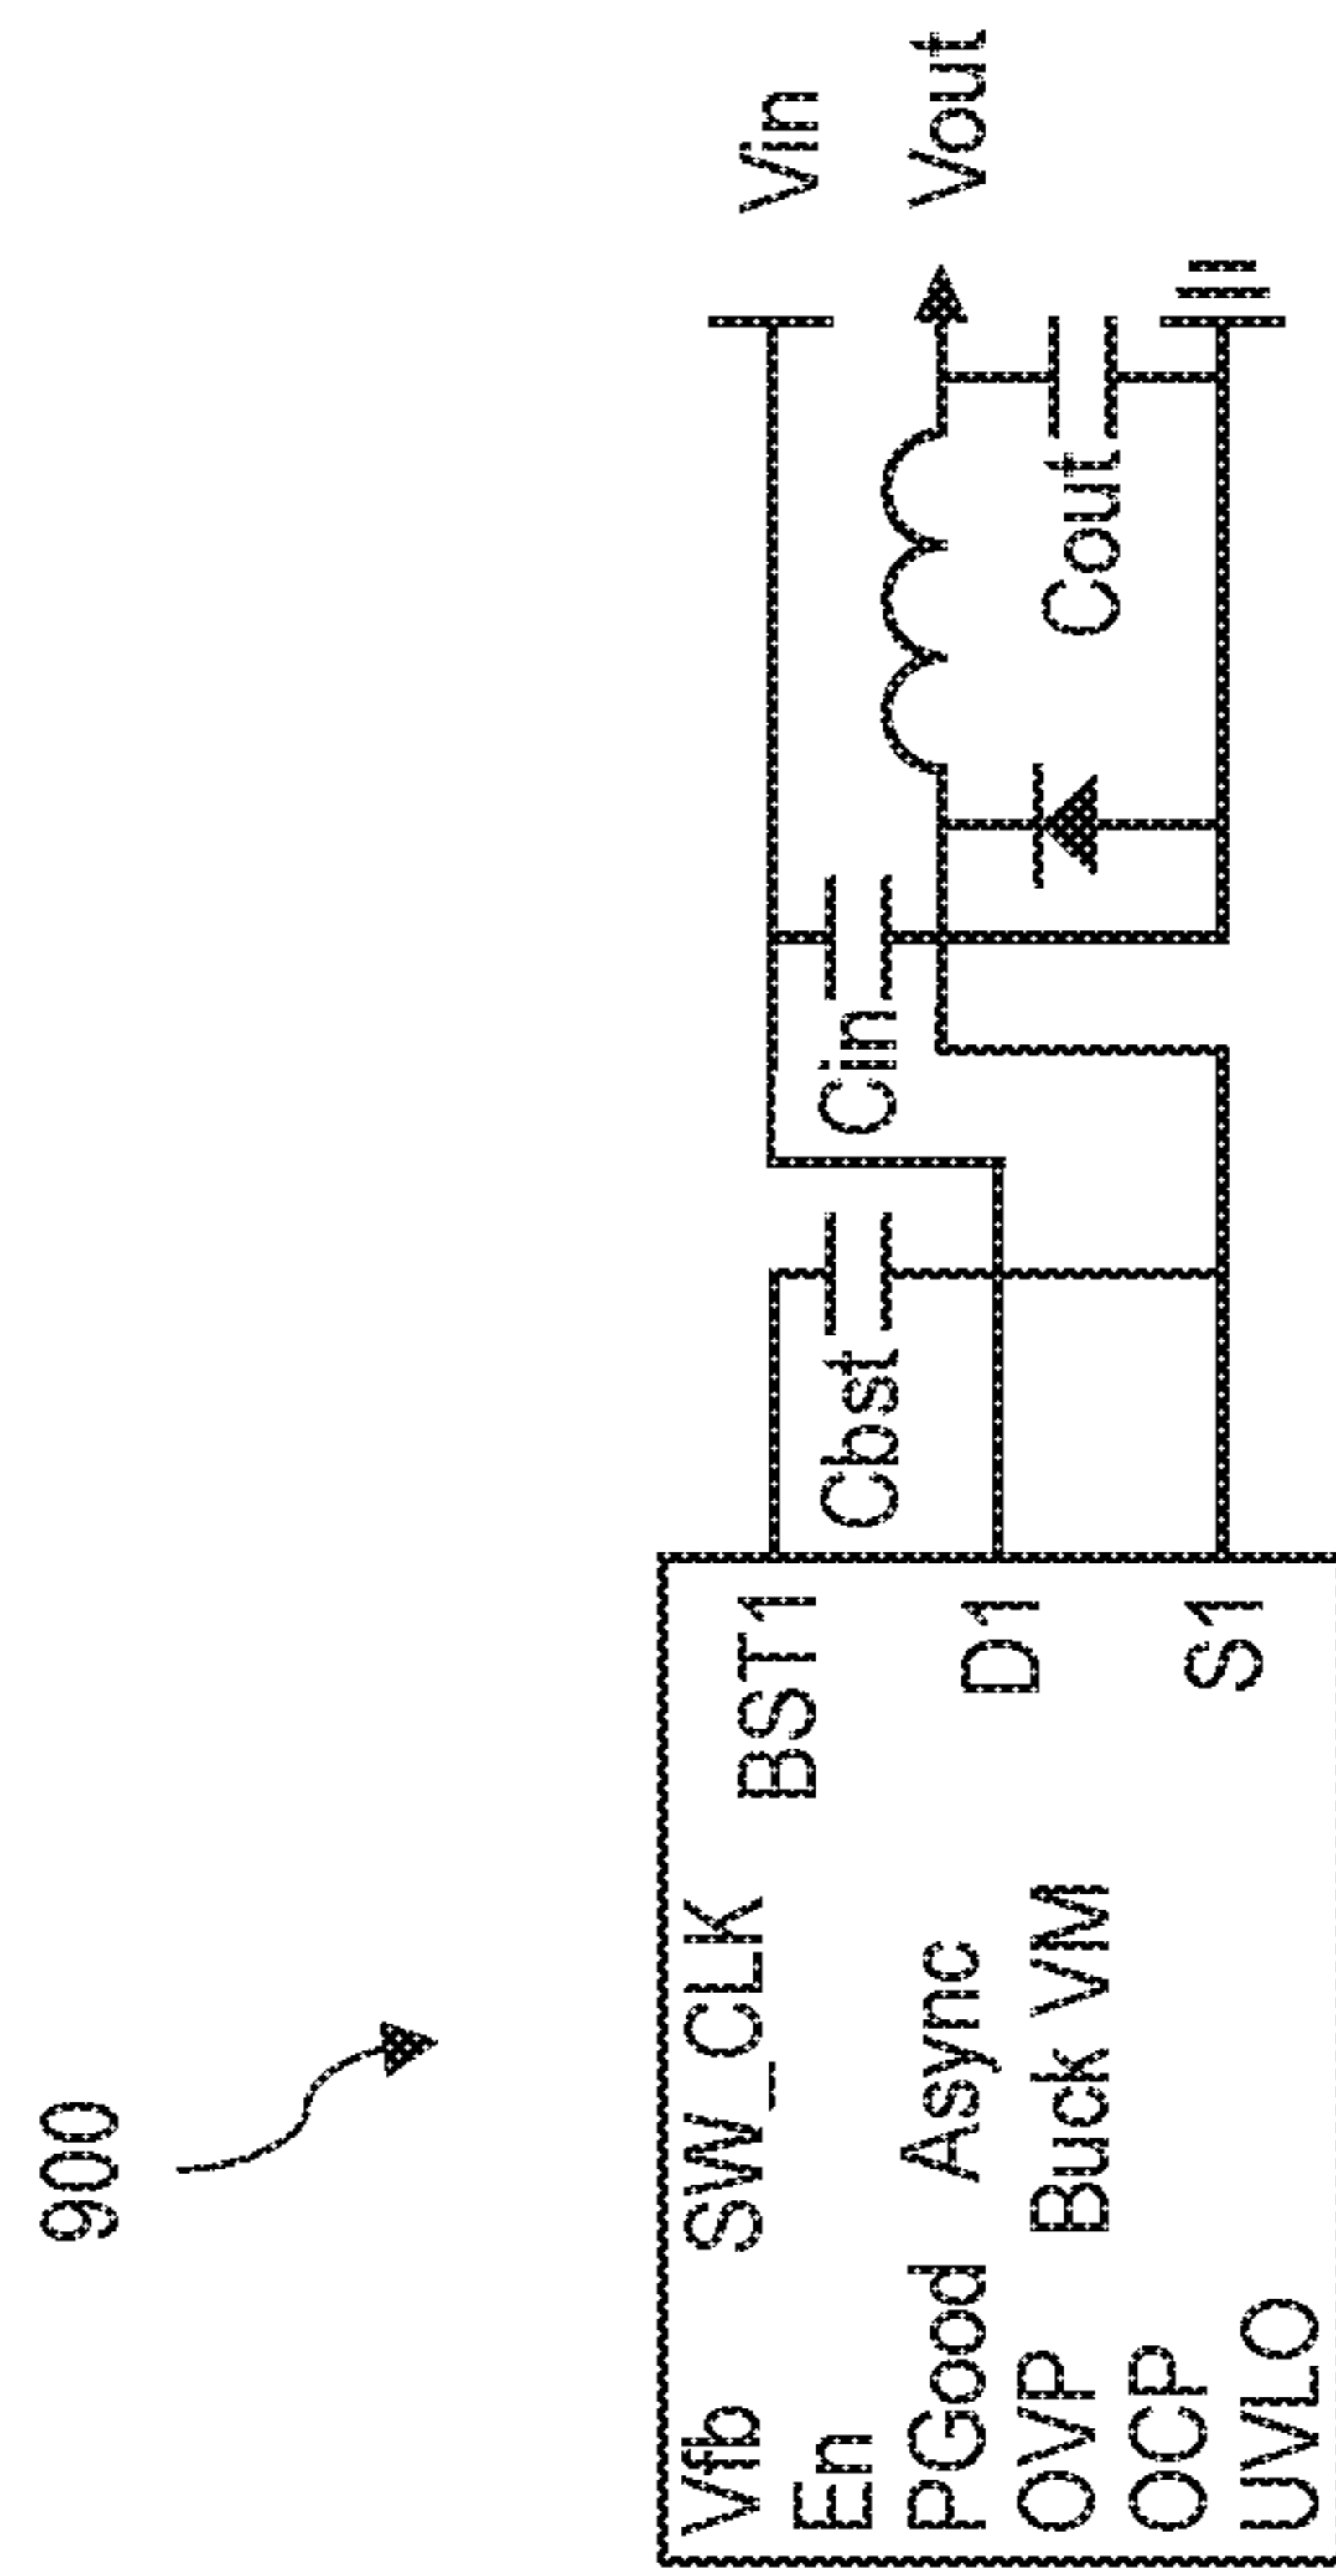 900
Vfb
SW_CLK
En
BST1
PGood
Async
OVP
Buck VM
D1
OCP
UVLO
S1
Cbst
Cin
Cout
Vin
Vout